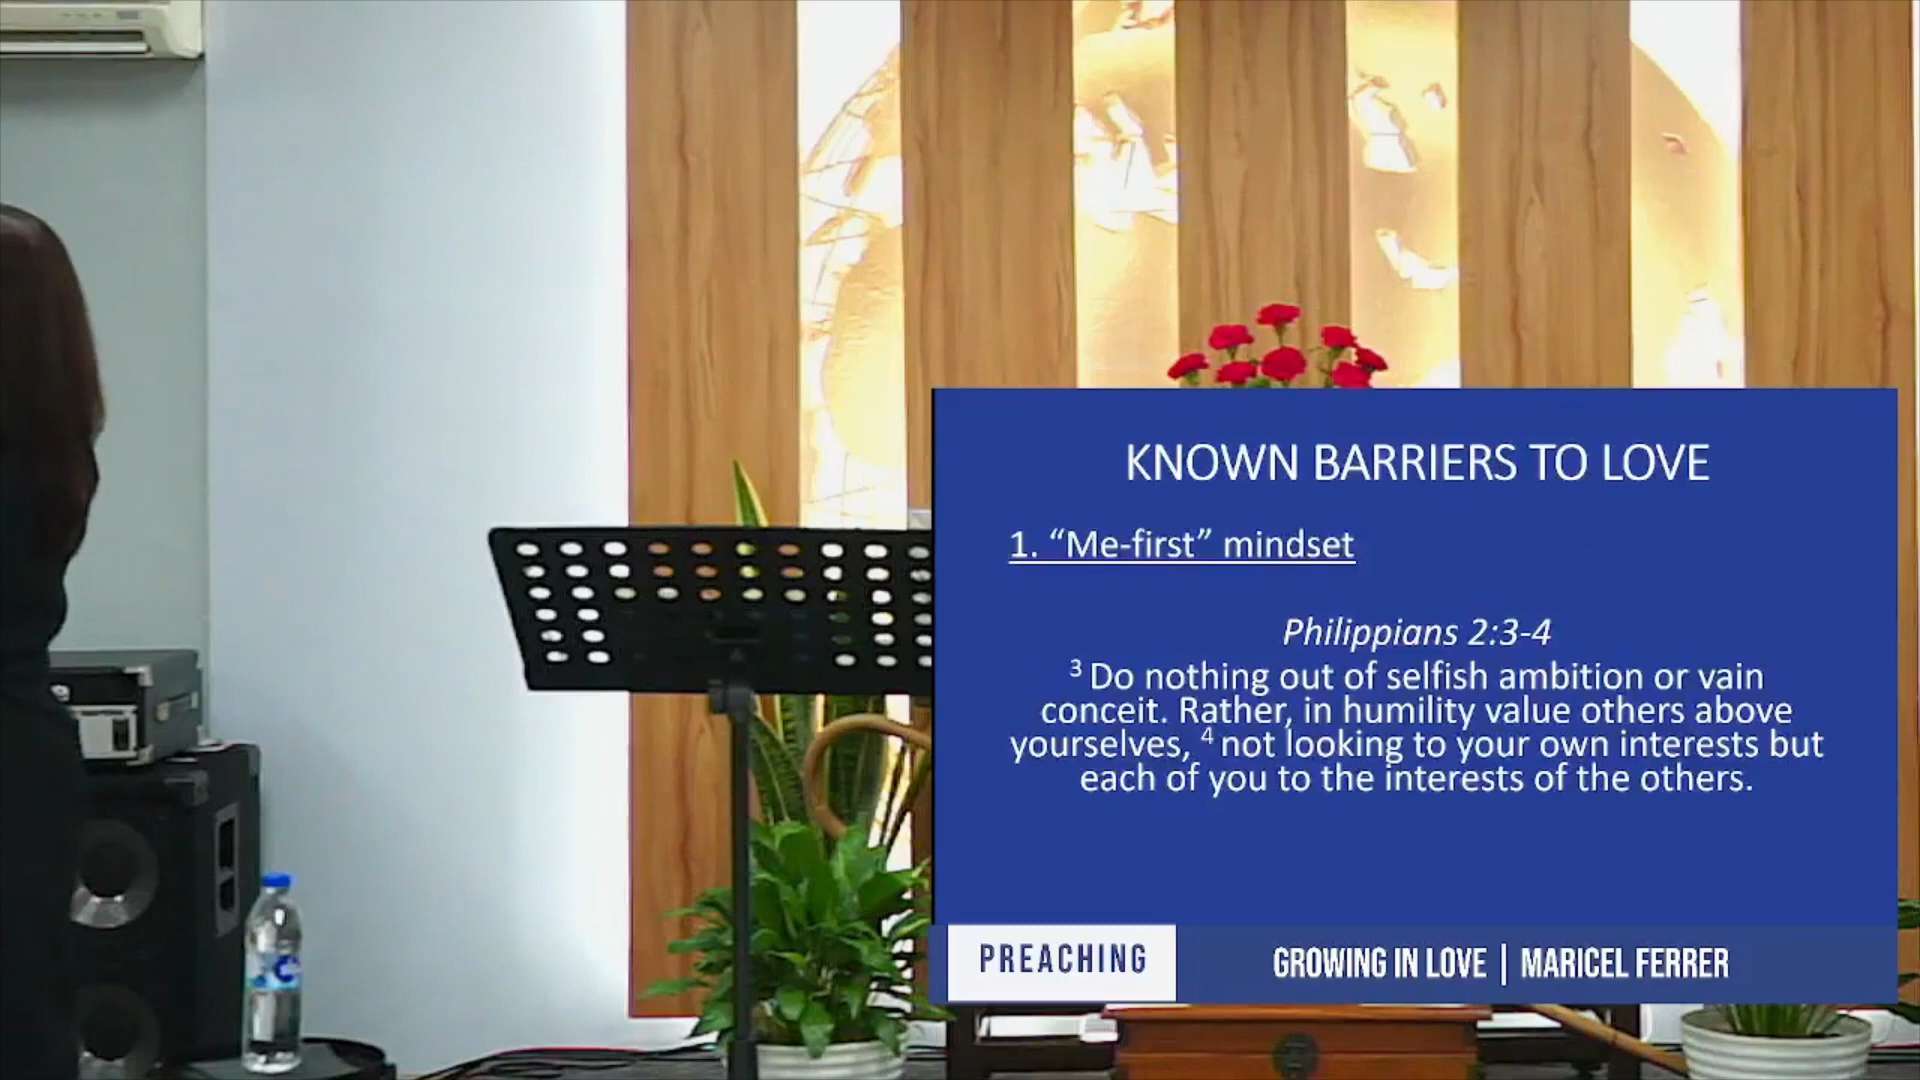 KNOWN BARRIERS TO LOVE
1. “Me-first” mindset
Philippians 2:3-4
3 Do nothing out of selfish ambition or vain
conceit. Rather, in humility value others above
yourselves, 4 not looking to your own interests but
each of you to the interests of the others.
PREACHING
GROWING IN LOVE | MARICEL FERRER